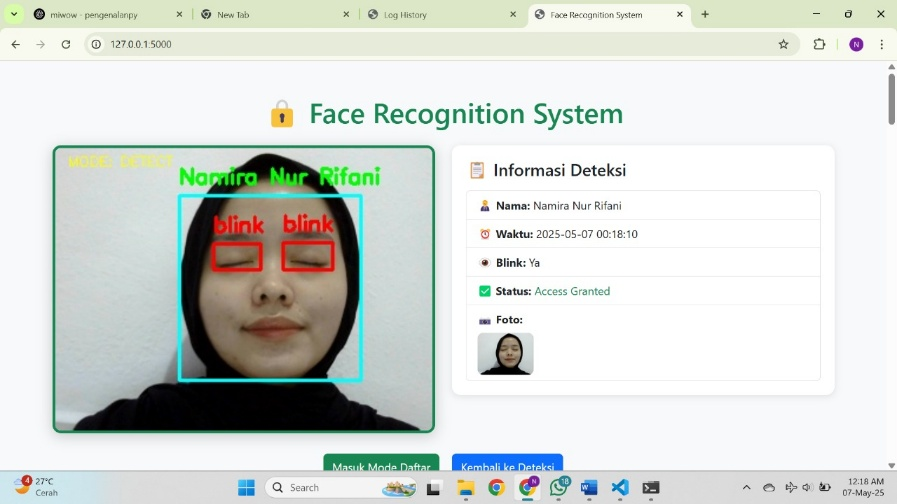 miwow - pengenalanpy
New Tab
Log History
Face Recognition System
127.0.0.1:5000
N
Face Recognition System
MODE: DETECT
Namira Nur Rifani
blink blink
Informasi Deteksi
Nama: Namira Nur Rifani
Waktu: 2025-05-07 00:18:10
Blink: Ya
Status: Access Granted
Foto:
Masuk Mode Daftar
Kembali ke Deteksi
4
27°C
Cerah
Search
N
18
12:18 AM
07-May-25